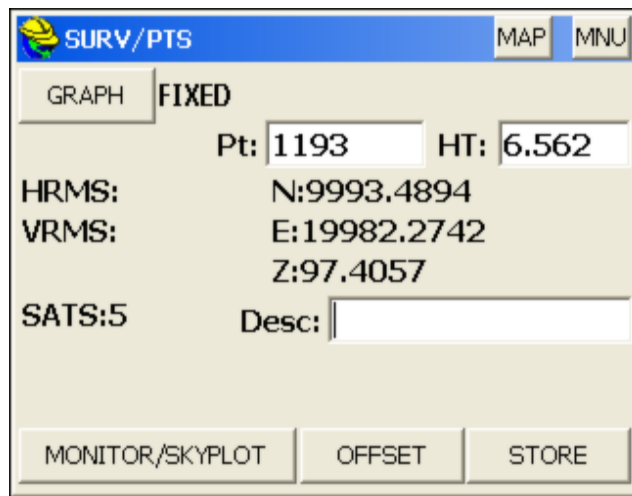 SURV/PTS MAP MNU
GRAPH FIXED
Pt: 1193 HT: 6.562
HRMS: N:9993.4894
VRMS: E:19982.2742
Z:97.4057
SATS:5 Desc:
MONITOR/SKYPLOT OFFSET STORE